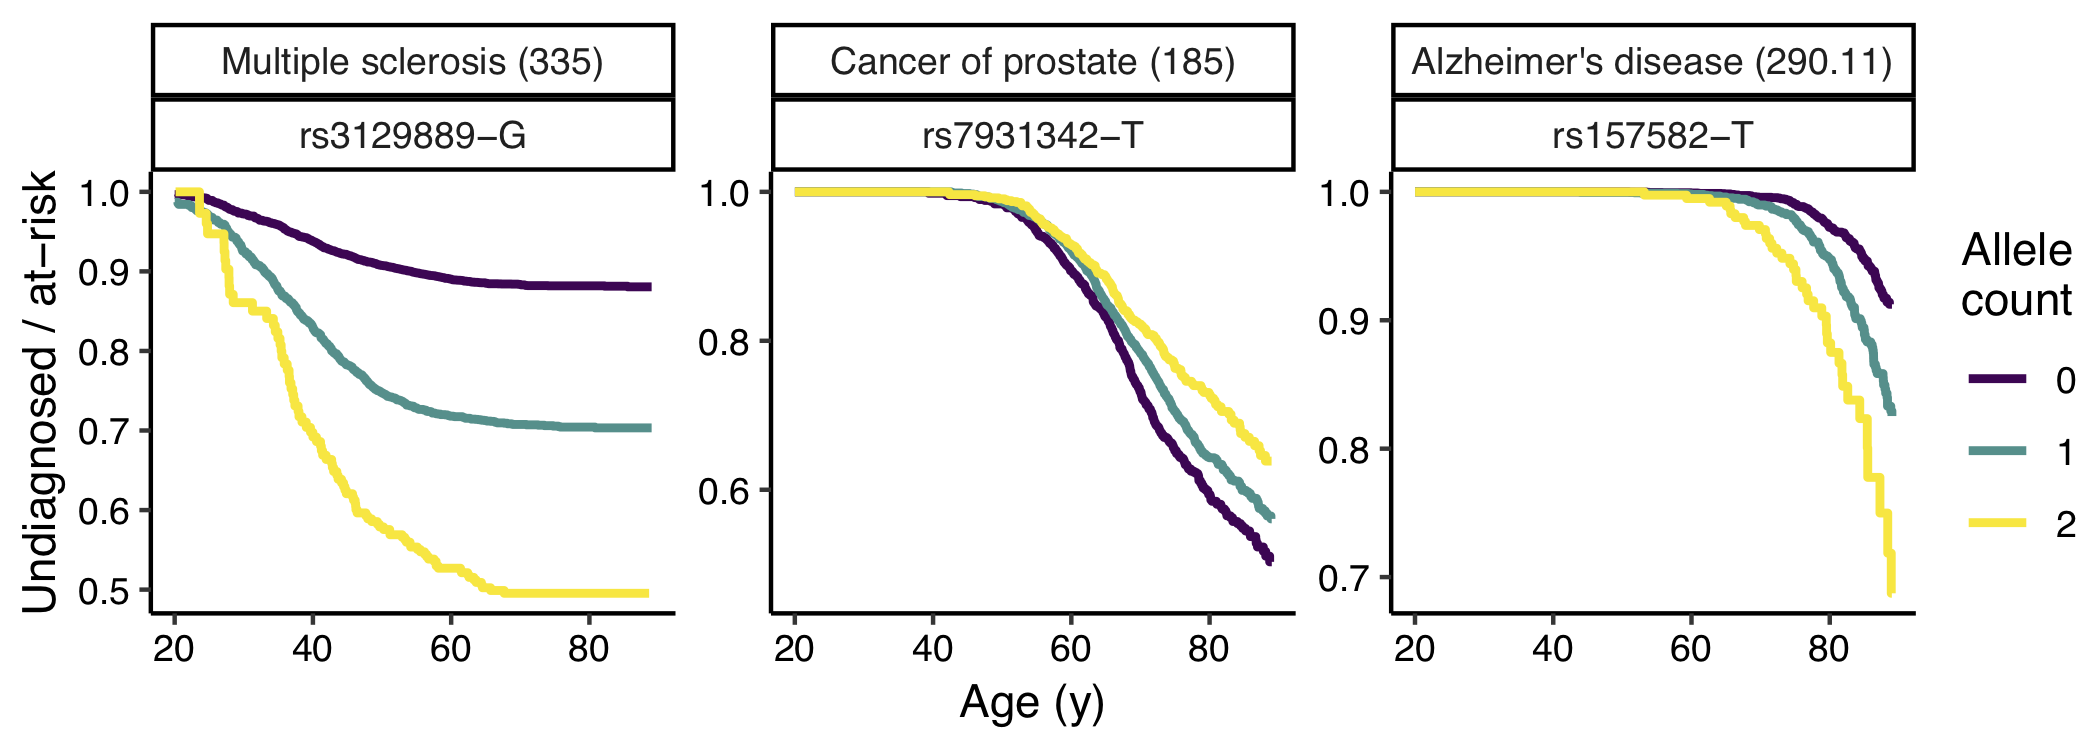 Multiple sclerosis (335)
Cancer of prostate (185)
Alzheimer's disease (290.11)
rs3129889−G
rs7931342−T
rs157582−T
Undiagnosed / at−risk
1.0
0.9
0.8
0.7
0.6
0.5
20 40 60 80
1.0
0.8
0.6
20 40 60 80
1.0
0.9
0.8
0.7
20 40 60 80
Age (y)
Allele
count
0
1
2